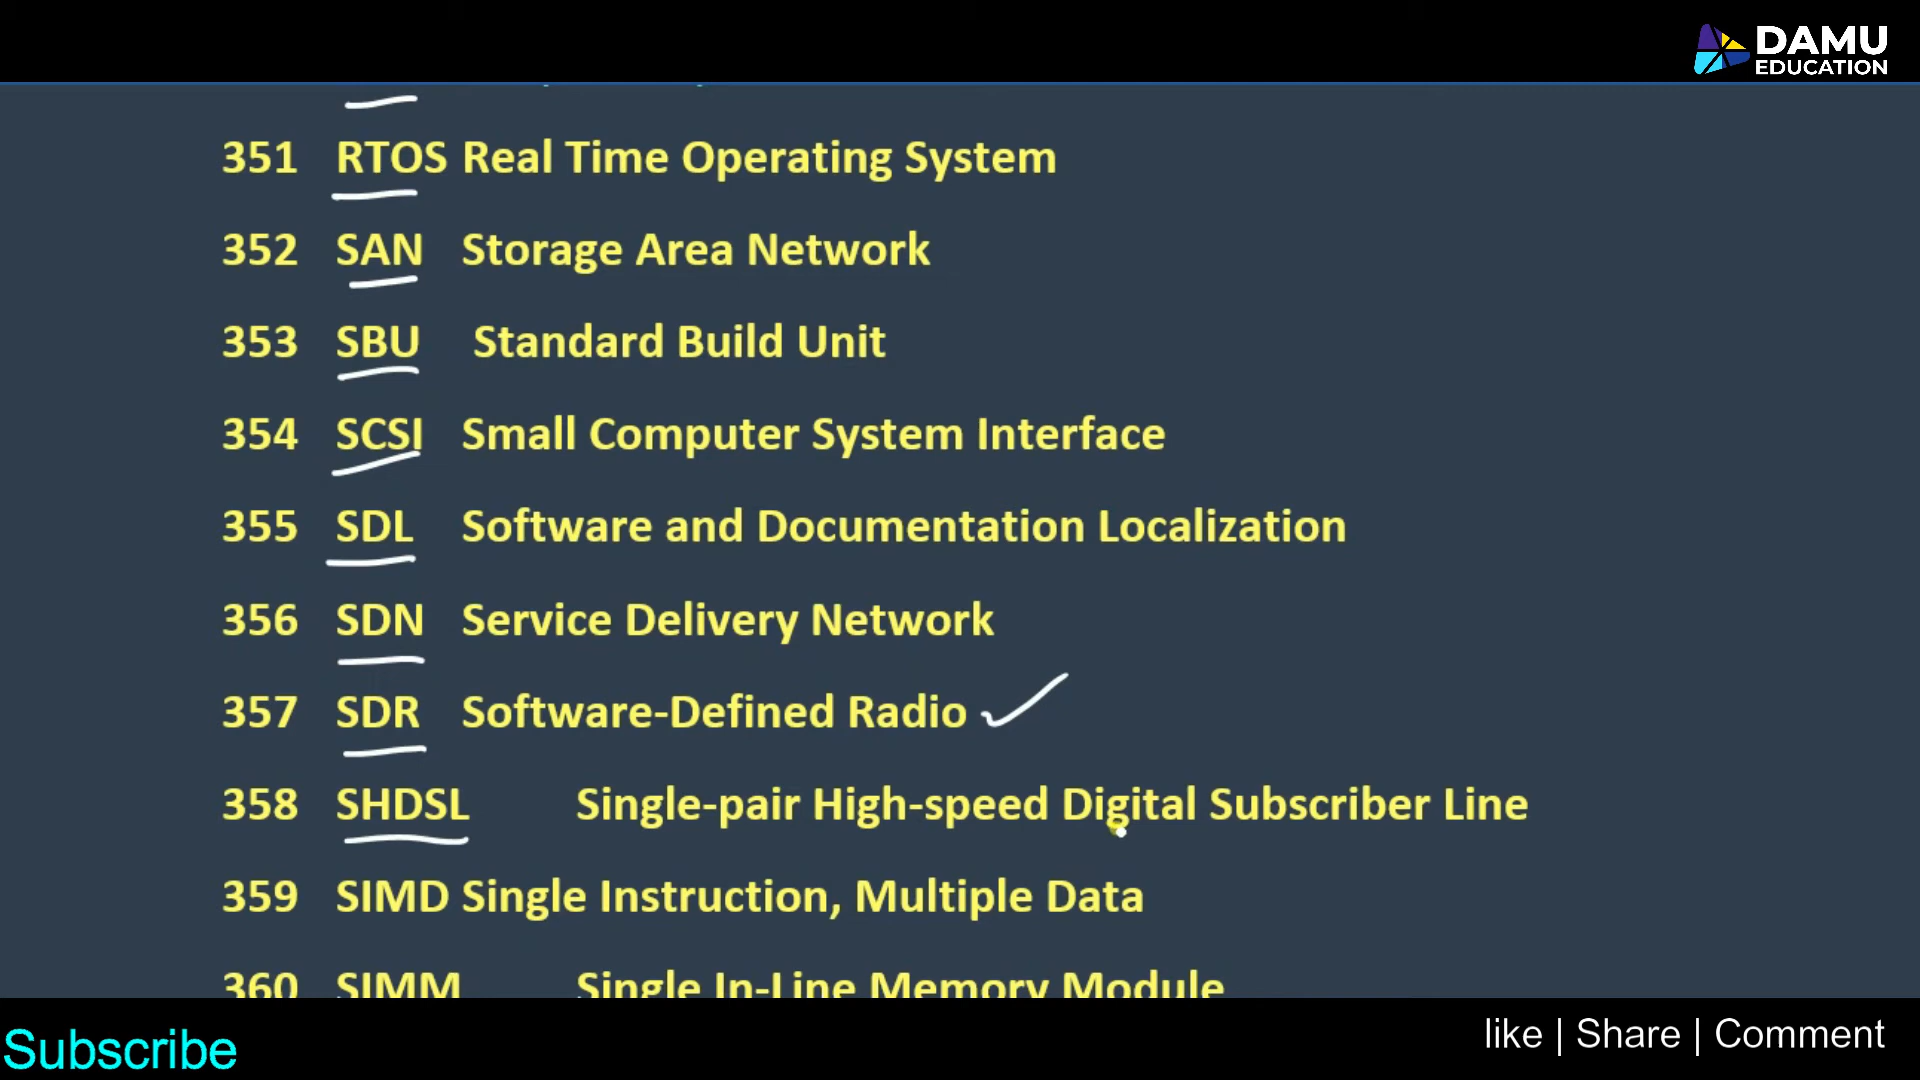 DAMU
EDUCATION
351 RTOS Real Time Operating System
352 SAN Storage Area Network
353 SBU Standard Build Unit
354 SCSI Small Computer System Interface
355 SDL Software and Documentation Localization
356 SDN Service Delivery Network
357 SDR Software-Defined Radio
358 SHDSL Single-pair High-speed Digital Subscriber Line
359 SIMD Single Instruction, Multiple Data
360 SIMM Single In-Line Memory Module
Subscribe
like | Share | Comment